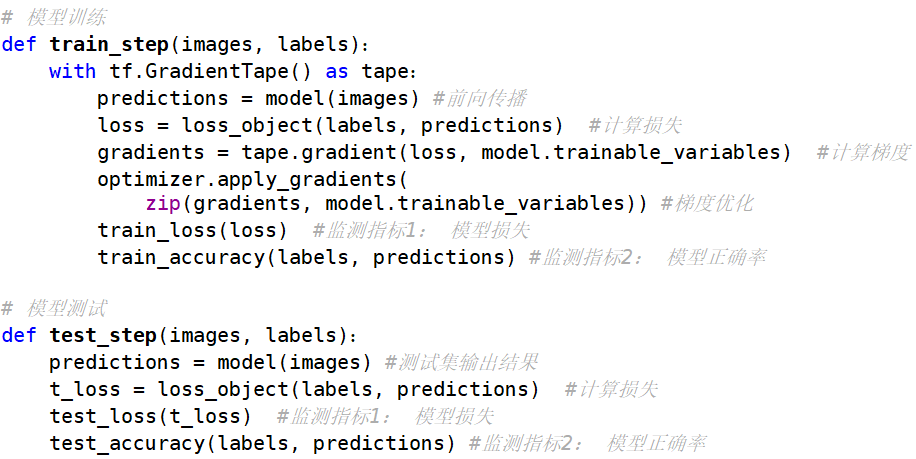 # 模型训练
def train_step(images, labels):
    with tf.GradientTape() as tape:
        predictions = model(images) #前向传播
        loss = loss_object(labels, predictions)  #计算损失
        gradients = tape.gradient(loss, model.trainable_variables)  #计算梯度
        optimizer.apply_gradients(
            zip(gradients, model.trainable_variables)) #梯度优化
        train_loss(loss)  #监测指标1： 模型损失
        train_accuracy(labels, predictions) #监测指标2： 模型正确率
# 模型测试
def test_step(images, labels):
    predictions = model(images) #测试集输出结果
    t_loss = loss_object(labels, predictions)  #计算损失
    test_loss(t_loss)  #监测指标1： 模型损失
    test_accuracy(labels, predictions) #监测指标2： 模型正确率